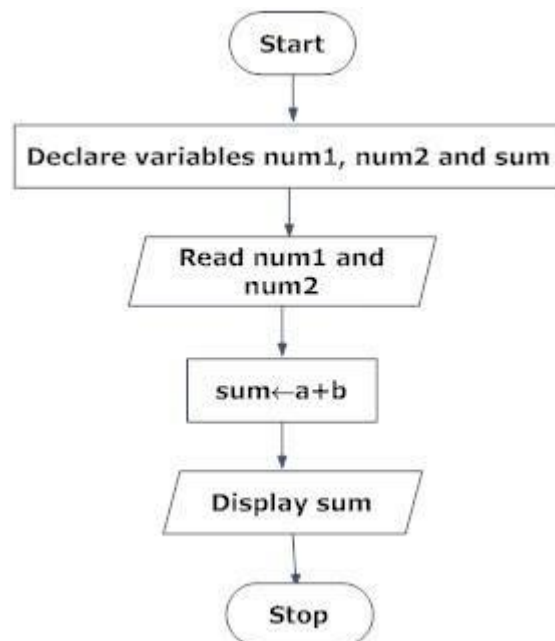 Start
Declare variables num1, num2 and sum
Read num1 and
num2
sum←a+b
Display sum
Stop